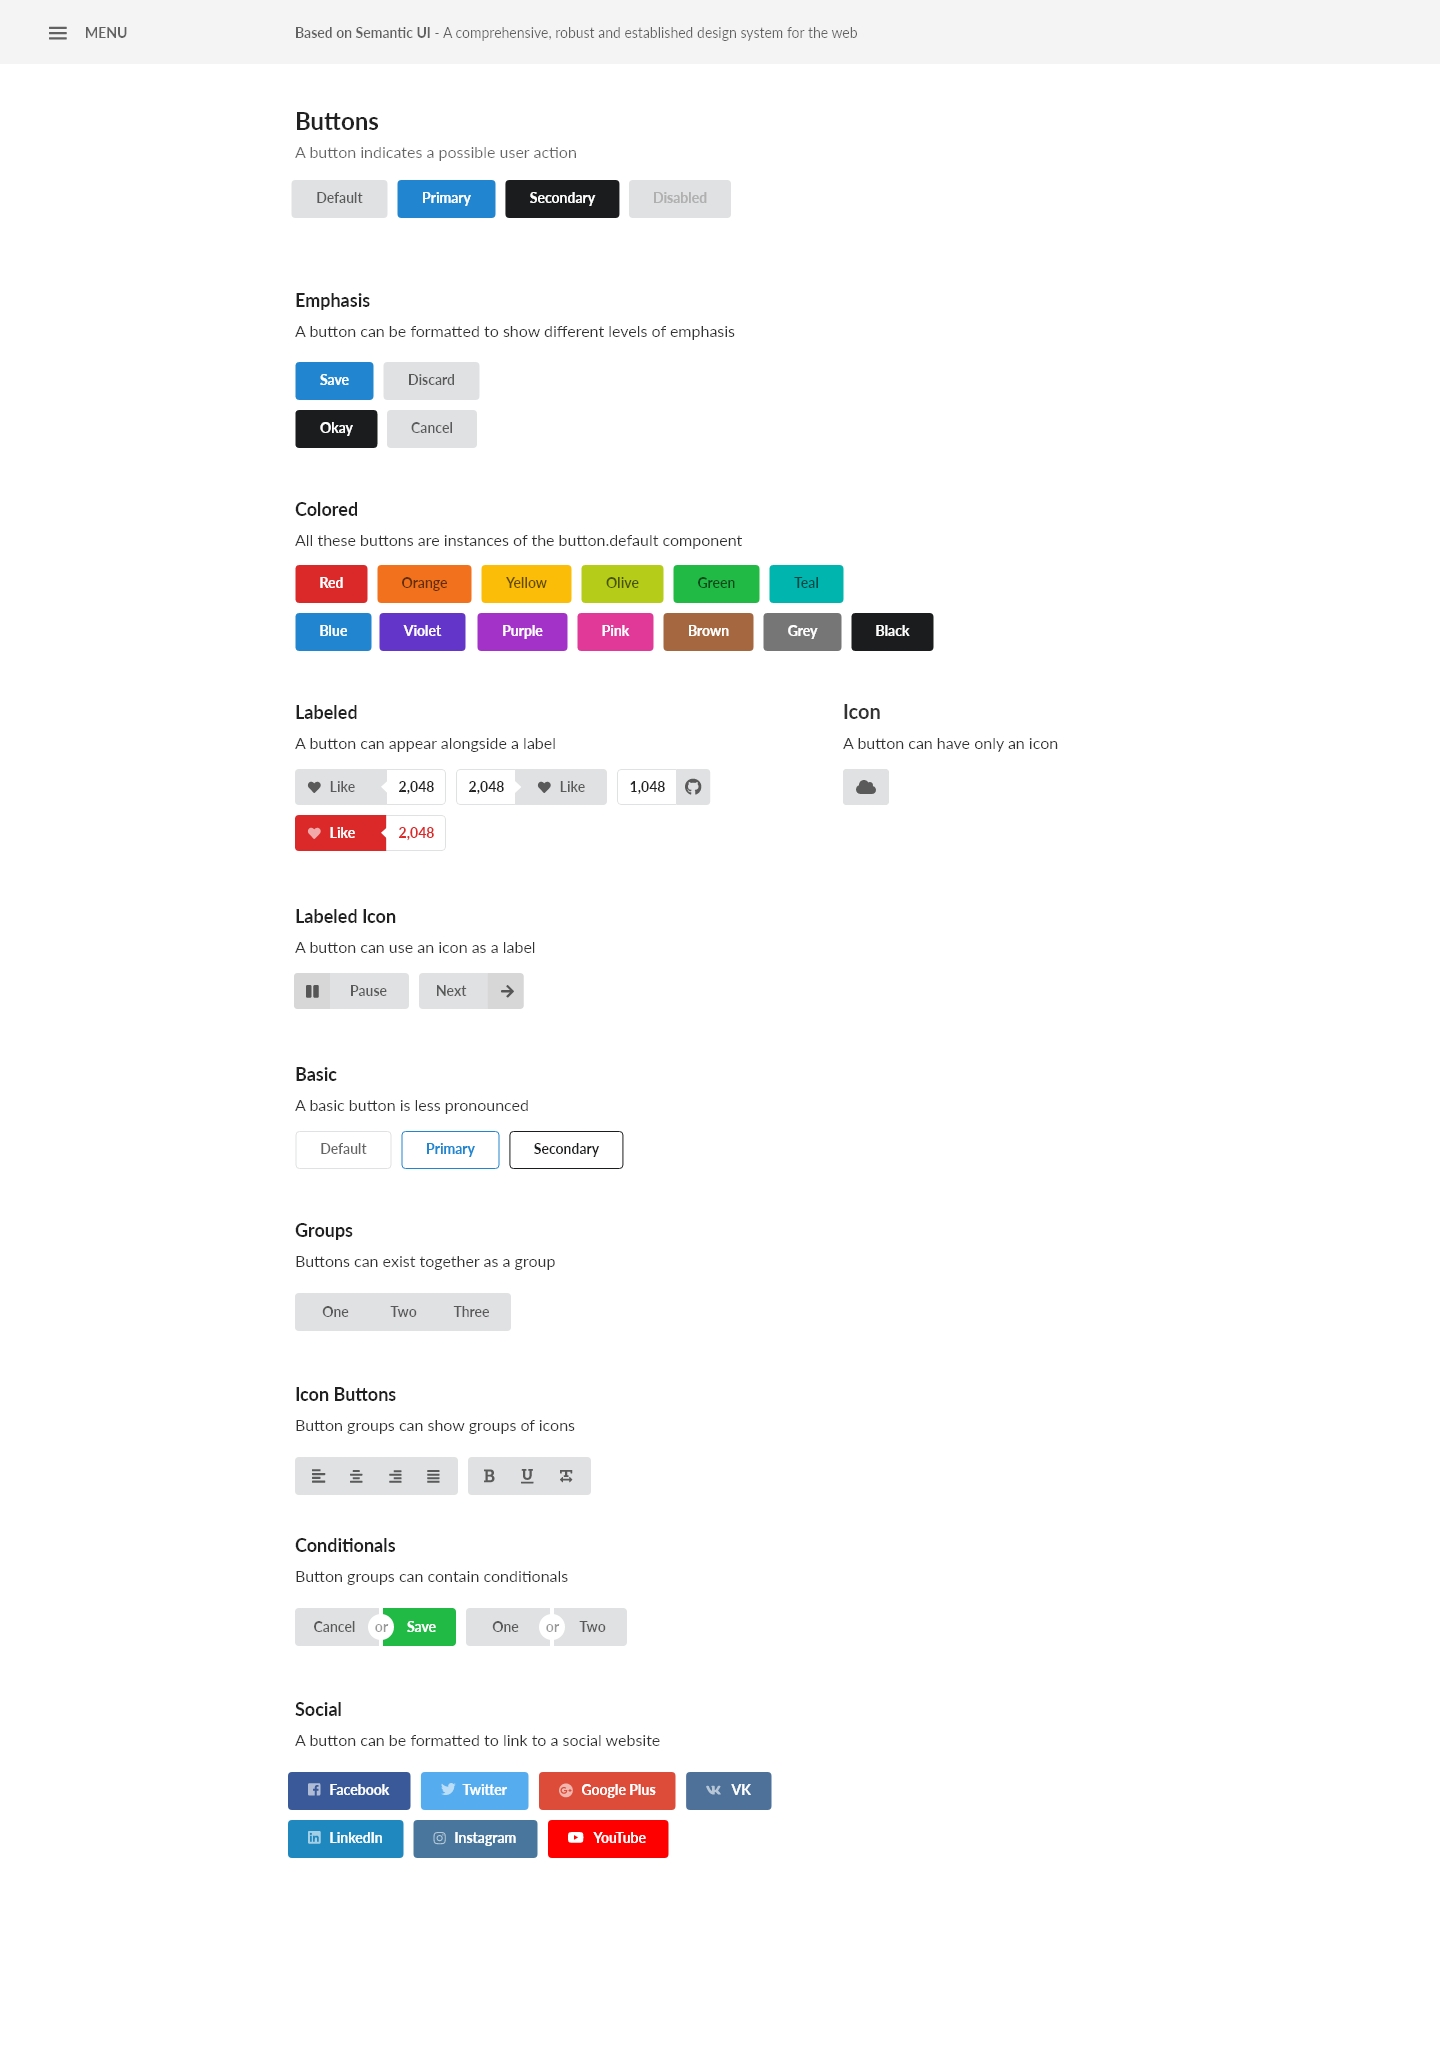 MENU
Based on Semantic UI - A comprehensive, robust and established design system for the web
Buttons
A button indicates a possible user action
Default Primary Secondary Disabled
Emphasis
A button can be formatted to show different levels of emphasis
Save Discard
Okay Cancel
Colored
All these buttons are instances of the button.default component
Red Orange Yellow Olive Green Teal
Blue Violet Purple Pink Brown Grey Black
Labeled
A button can appear alongside a label
Like 2,048 2,048 Like 1,048
Like 2,048
Icon
A button can have only an icon
Labeled Icon
A button can use an icon as a label
Pause Next
Basic
A basic button is less pronounced
Default Primary Secondary
Groups
Buttons can exist together as a group
One Two Three
Icon Buttons
Button groups can show groups of icons
B U T
Conditionals
Button groups can contain conditionals
Cancel or Save One or Two
Social
A button can be formatted to link to a social website
Facebook Twitter Google Plus VK
LinkedIn Instagram YouTube